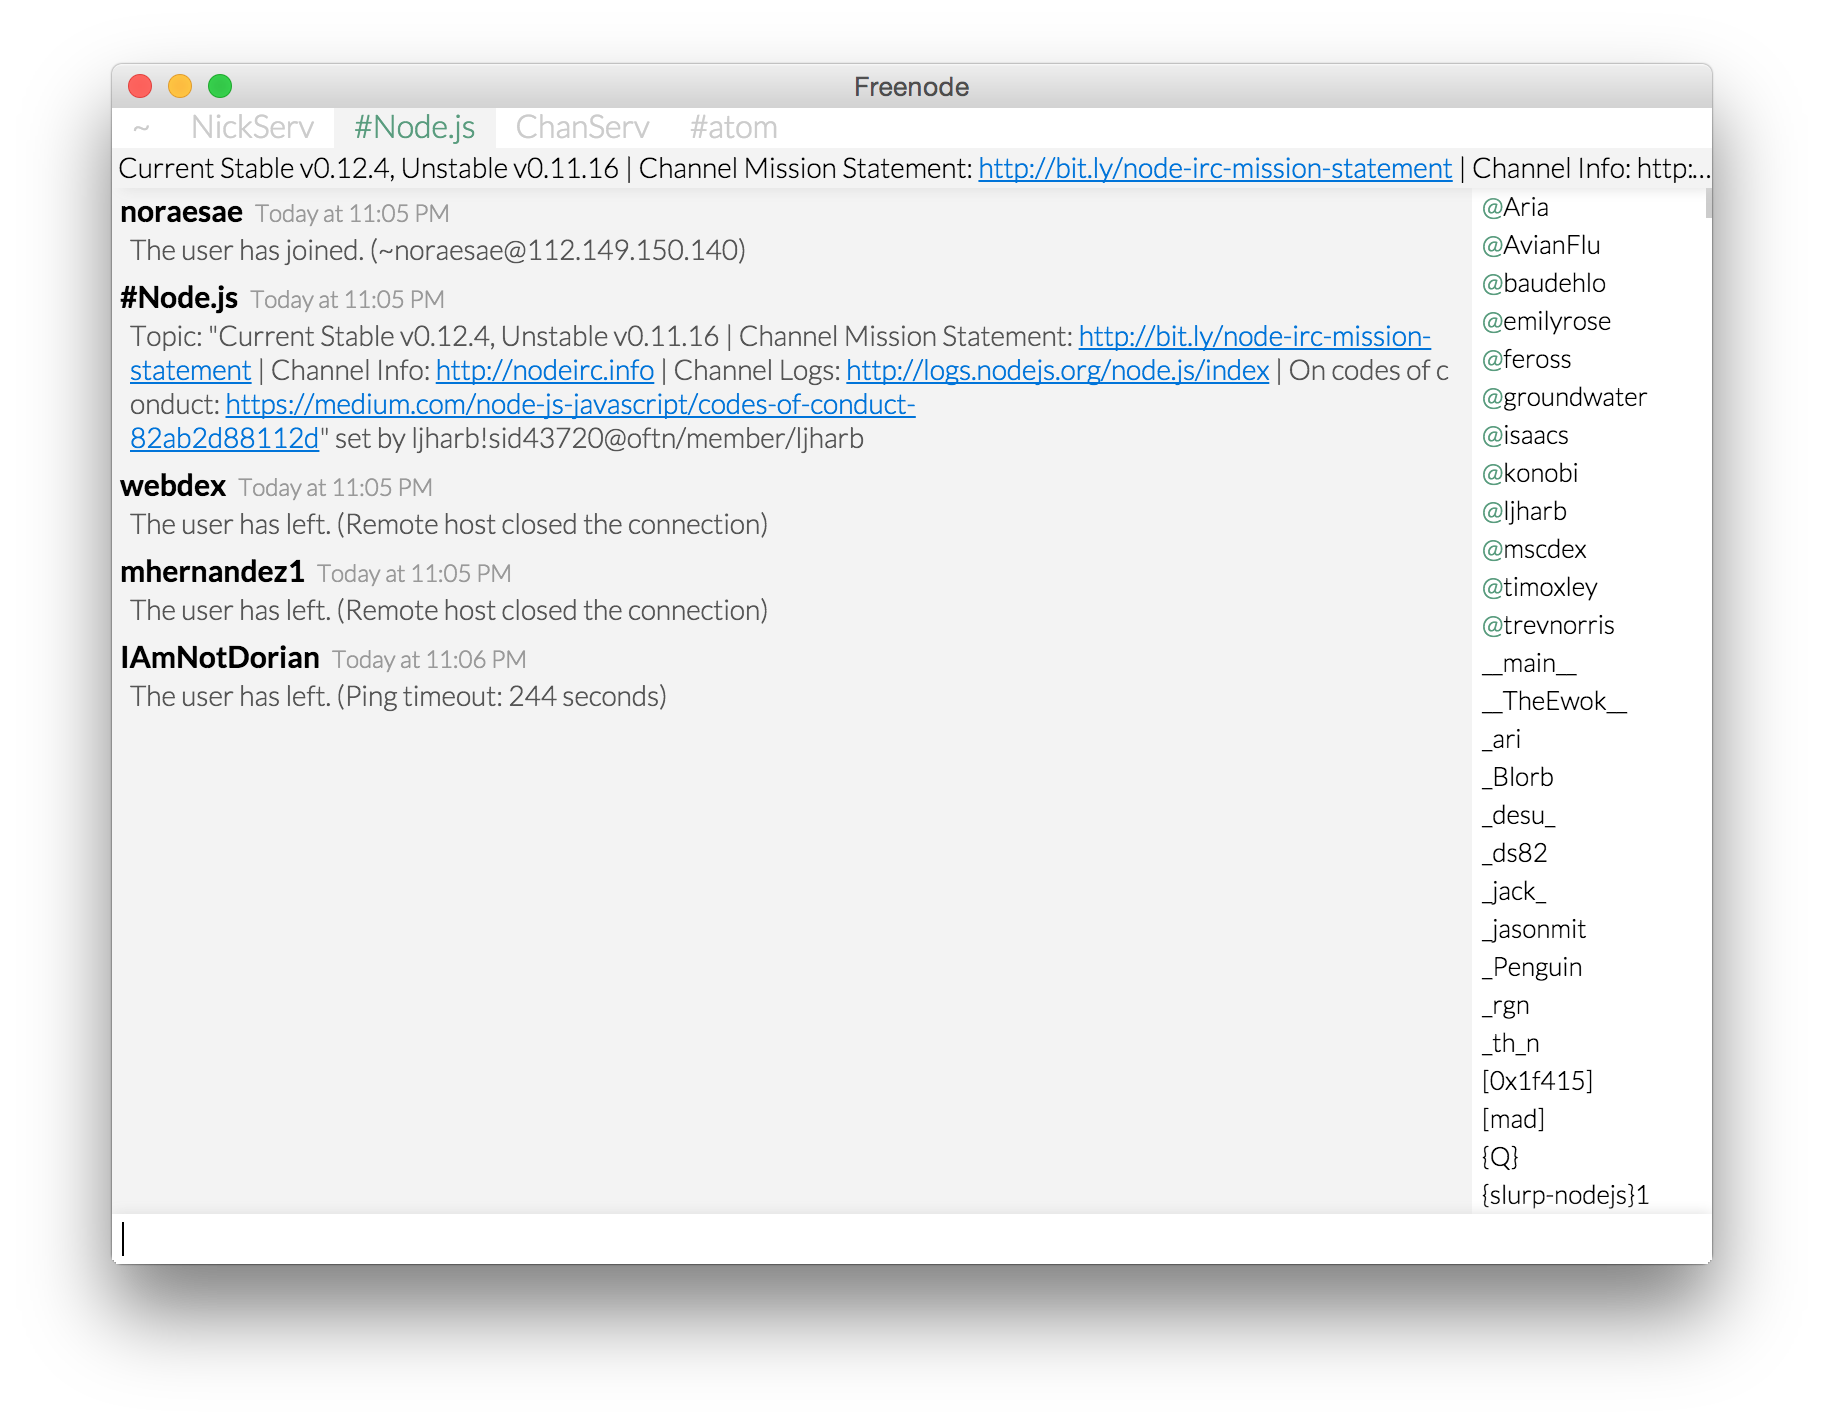 Freenode
~ NickServ #Node.js ChanServ #atom
Current Stable v0.12.4, Unstable v0.11.16 | Channel Mission Statement: http://bit.ly/node-irc-mission-statement | Channel Info: http:...
noraesae Today at 11:05 PM
The user has joined. (~noraesae@112.149.150.140)
#Node.js Today at 11:05 PM
Topic: "Current Stable v0.12.4, Unstable v0.11.16 | Channel Mission Statement: http://bit.ly/node-irc-mission-
statement | Channel Info: http://nodeirc.info | Channel Logs: http://logs.nodejs.org/node.js/index | On codes of c
onduct: https://medium.com/node-js-javascript/codes-of-conduct-
82ab2d88112d" set by ljharb!sid43720@oftn/member/ljharb
webdex Today at 11:05 PM
The user has left. (Remote host closed the connection)
mhernandez1 Today at 11:05 PM
The user has left. (Remote host closed the connection)
IAmNotDorian Today at 11:06 PM
The user has left. (Ping timeout: 244 seconds)
@Aria
@AvianFlu
@baudehlo
@emilyrose
@feross
@groundwater
@isaacs
@konobi
@ljharb
@mscdex
@timoxley
@trevnorris
__main__
__TheEwok__
_ari
_Blorb
_desu_
_ds82
_jack_
_jasonmit
_Penguin
_rgn
_th_n
[0x1f415]
[mad]
{Q}
{slurp-nodejs}1